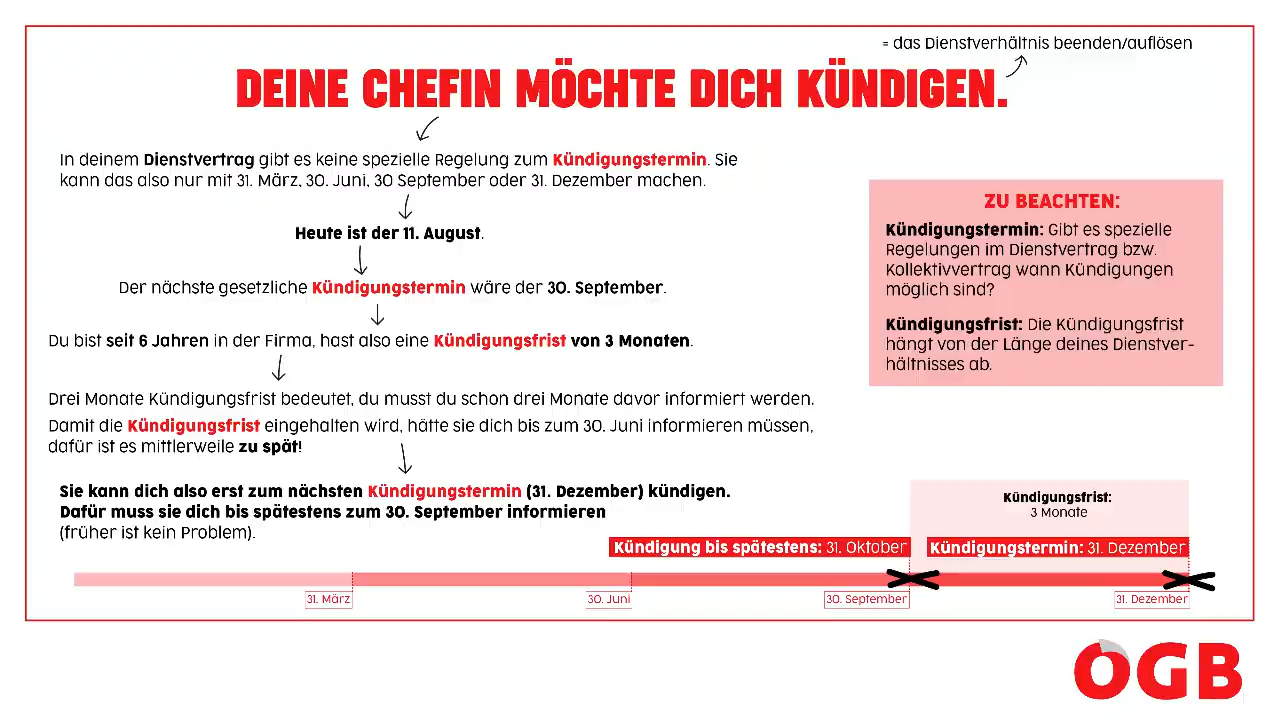 = das Dienstverhältnis beenden/auflösen
DEINE CHEFIN MÖCHTE DICH KÜNDIGEN.
In deinem Dienstvertrag gibt es keine spezielle Regelung zum Kündigungstermin. Sie
kann das also nur mit 31. März, 30. Juni, 30 September oder 31. Dezember machen.
Heute ist der 11. August.
Der nächste gesetzliche Kündigungstermin wäre der 30. September.
Du bist seit 6 Jahren in der Firma, hast also eine Kündigungsfrist von 3 Monaten.
Drei Monate Kündigungsfrist bedeutet, du musst du schon drei Monate davor informiert werden.
Damit die Kündigungsfrist eingehalten wird, hätte sie dich bis zum 30. Juni informieren müssen,
dafür ist es mittlerweile zu spät!
Sie kann dich also erst zum nächsten Kündigungstermin (31. Dezember) kündigen.
Dafür muss sie dich bis spätestens zum 30. September informieren
(früher ist kein Problem).
ZU BEACHTEN:
Kündigungstermin: Gibt es spezielle
Regelungen im Dienstvertrag bzw.
Kollektivvertrag wann Kündigungen
möglich sind?
Kündigungsfrist: Die Kündigungsfrist
hängt von der Länge deines Dienstver-
hältnisses ab.
Kündigungsfrist:
3 Monate
Kündigung bis spätestens: 31. Oktober
Kündigungstermin: 31. Dezember
31. März
30. Juni
30. September
31. Dezember
ÖGB